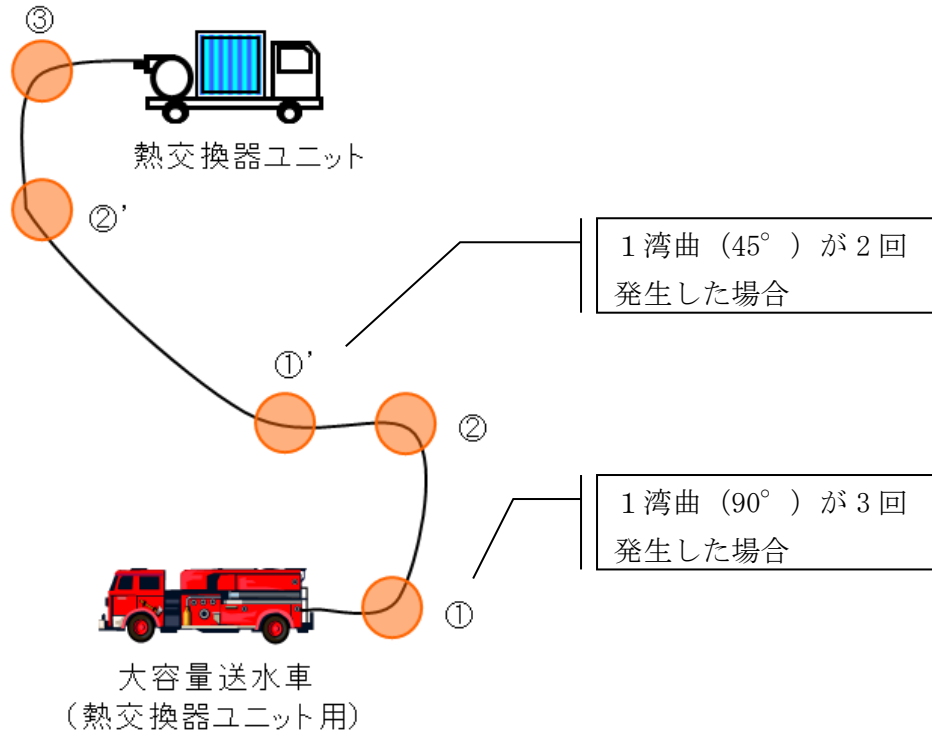 ③
熱交換器ユニット
②'
1湾曲（45°）が2回
発生した場合
①'
②
1湾曲（90°）が3回
発生した場合
①
大容量送水車
（熱交換器ユニット用）